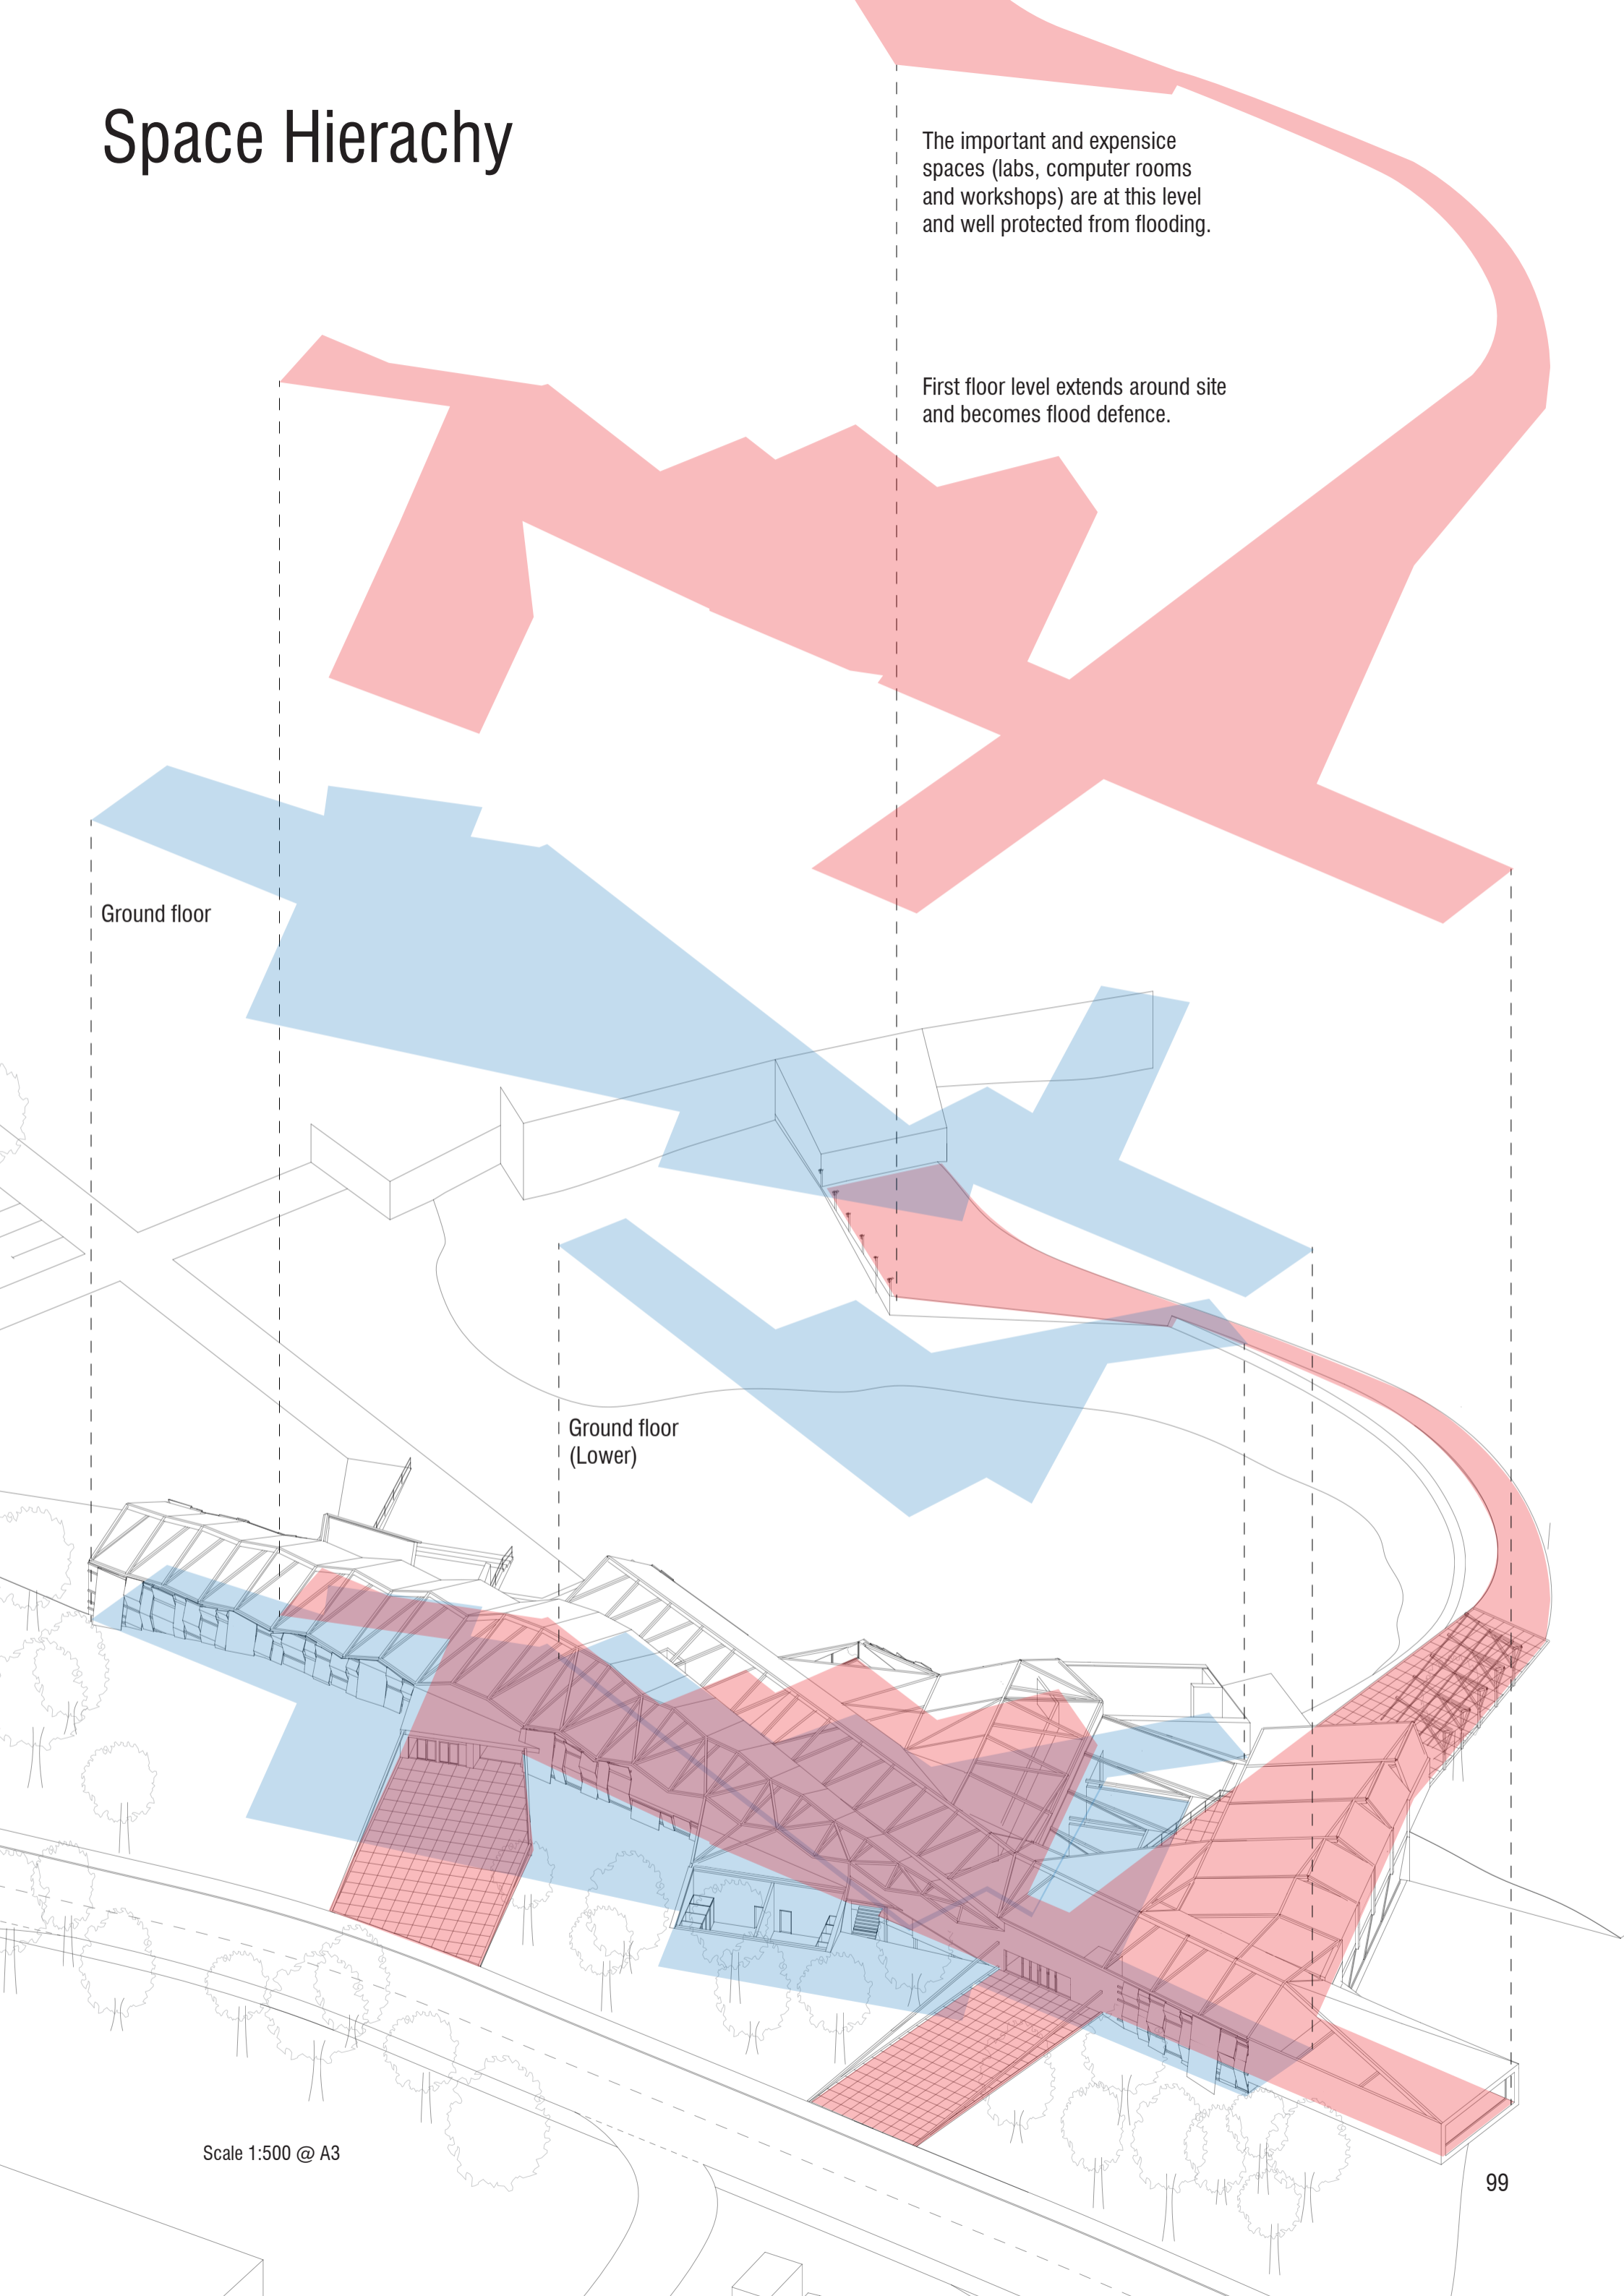 Space Hierachy
The important and expensice
spaces (labs, computer rooms
and workshops) are at this level
and well protected from flooding.
First floor level extends around site
and becomes flood defence.
Ground floor
Ground floor
(Lower)
Scale 1:500 @ A3
99